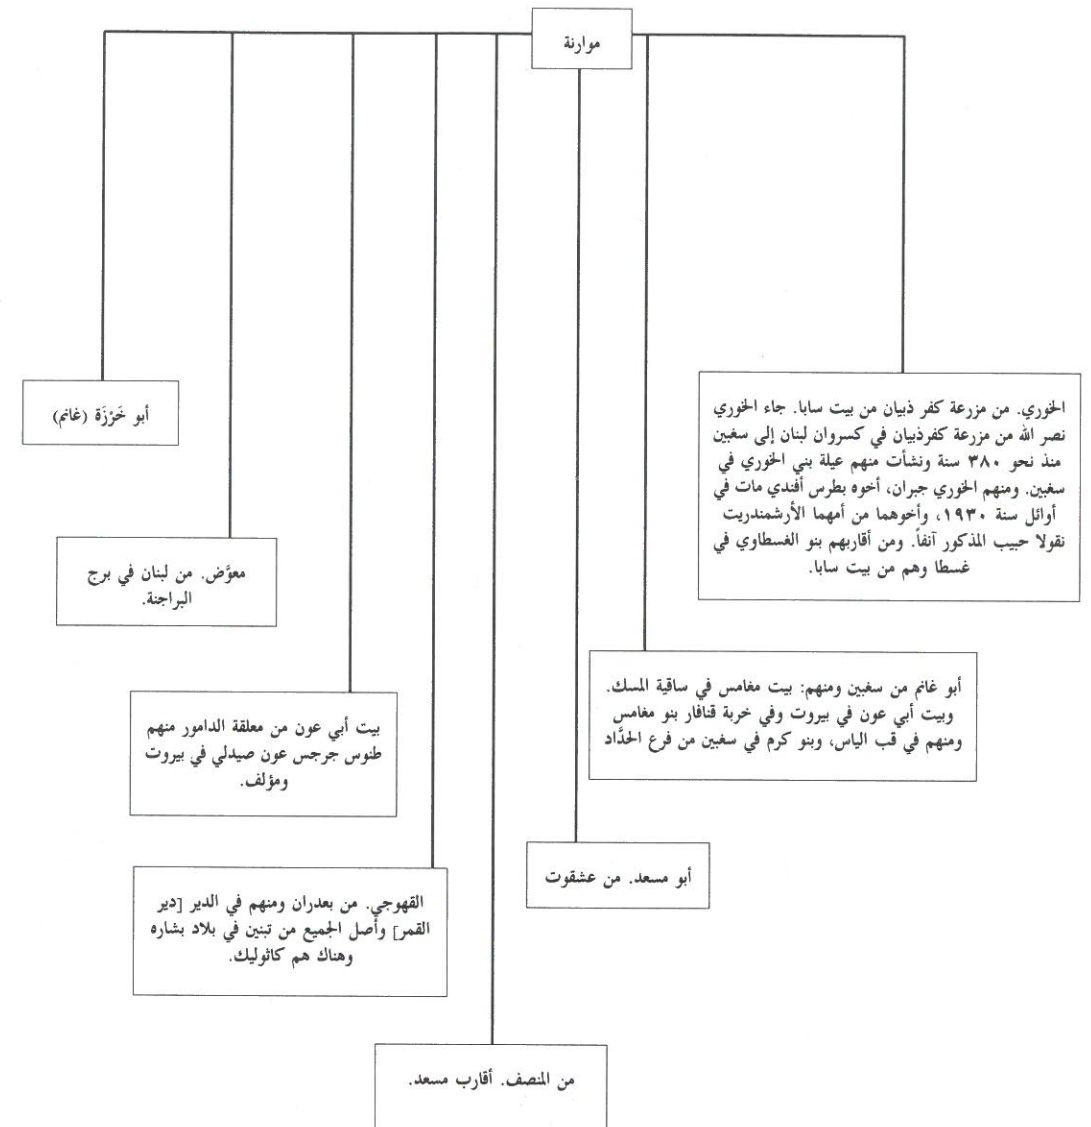 موارنة
الخوري. من مزرعة كفر ذبيان من بيت سابا. جاء الخوري
نصر الله من مزرعة كفرذبيان في كسروان لبنان إلى سغبين
منذ نحو ٣٨٠ سنة ونشأت منهم عيلة بني الخوري في
سغبين. ومنهم الخوري جبران، أخوه بطرس أفندي مات في
أوائل سنة ١٩٣٠، وأخوهما من أمهما الأرشمندريت
نقولا حبيب المذكور آنفاً. ومن أقاربهم بنو الغسطاوي في
غسطا وهم من بيت سابا.
أبو غانم من سغبين ومنهم: بيت مغامس في ساقية المسك.
وبيت أبي عون في بيروت وفي خربة قنافار بنو مغامس
ومنهم في قب الياس، وبنو كرم في سغبين من فرع الحدَّاد
أبو مسعد. من عشقوت
من المنصف. أقارب مسعد.
القهوجي. من بعدران ومنهم في الدير [دير
القمر] وأصل الجميع من تبنين في بلاد بشاره
وهناك هم كاثوليك.
بيت أبي عون من معلقة الدامور منهم
طنوس جرجس عون صيدلي في بيروت
ومؤلف.
معوَّض. من لبنان في برج
البراجنة.
أبو خَرْزَة (غانم)